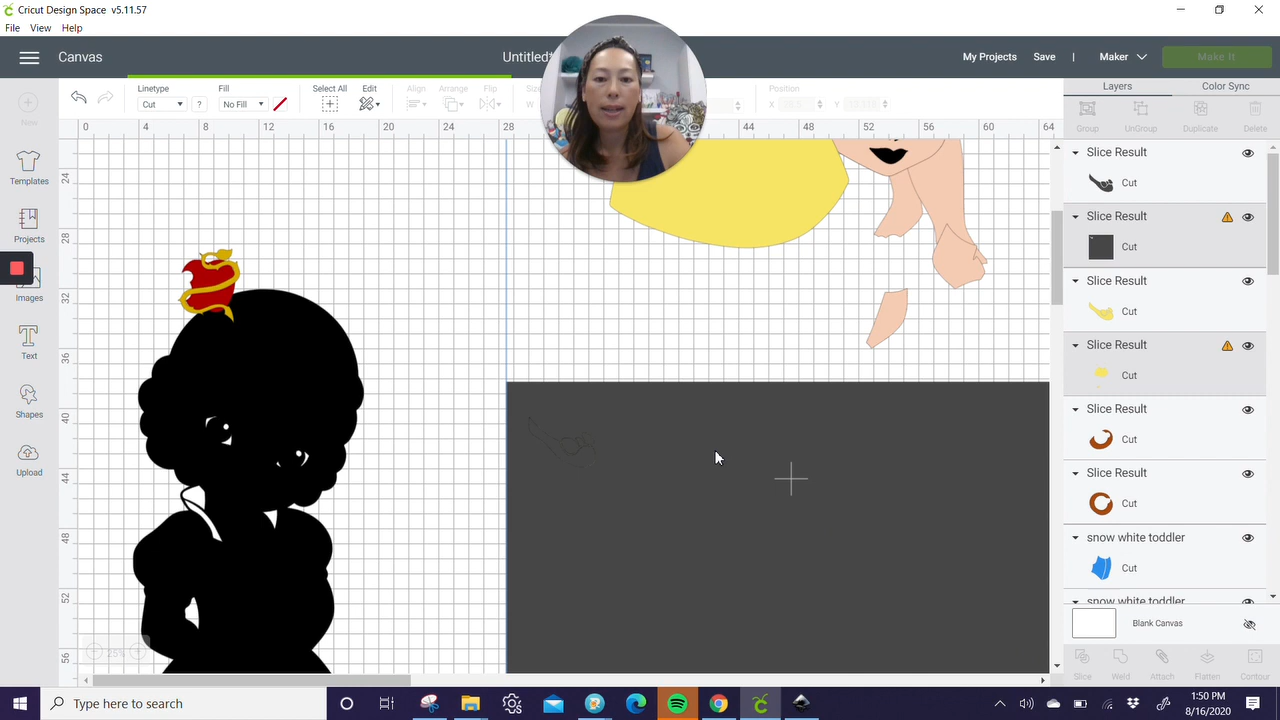 Cricut Design Space v5.11.57
File View Help
Canvas
Untitled*
My Projects Save | Maker Make It
Linetype
Cut ?
Fill
No Fill
Select All
Edit
Align
Arrange
Flip
W
Position
X
Y
Layers
Color Sync
Group
UnGroup
Duplicate
Delete
0 4 8 12 16 20 24 28 44 48 52 56 60 64
24
28
32
36
40
44
48
52
56
New
Templates
Projects
Images
Text
Shapes
Upload
25%
Slice Result
Cut
Slice Result
Cut
Slice Result
Cut
Slice Result
Cut
Slice Result
Cut
Slice Result
Cut
snow white toddler
Cut
snow white toddler
Blank Canvas
Slice
Weld
Attach
Flatten
Contour
Type here to search
1:50 PM
8/16/2020